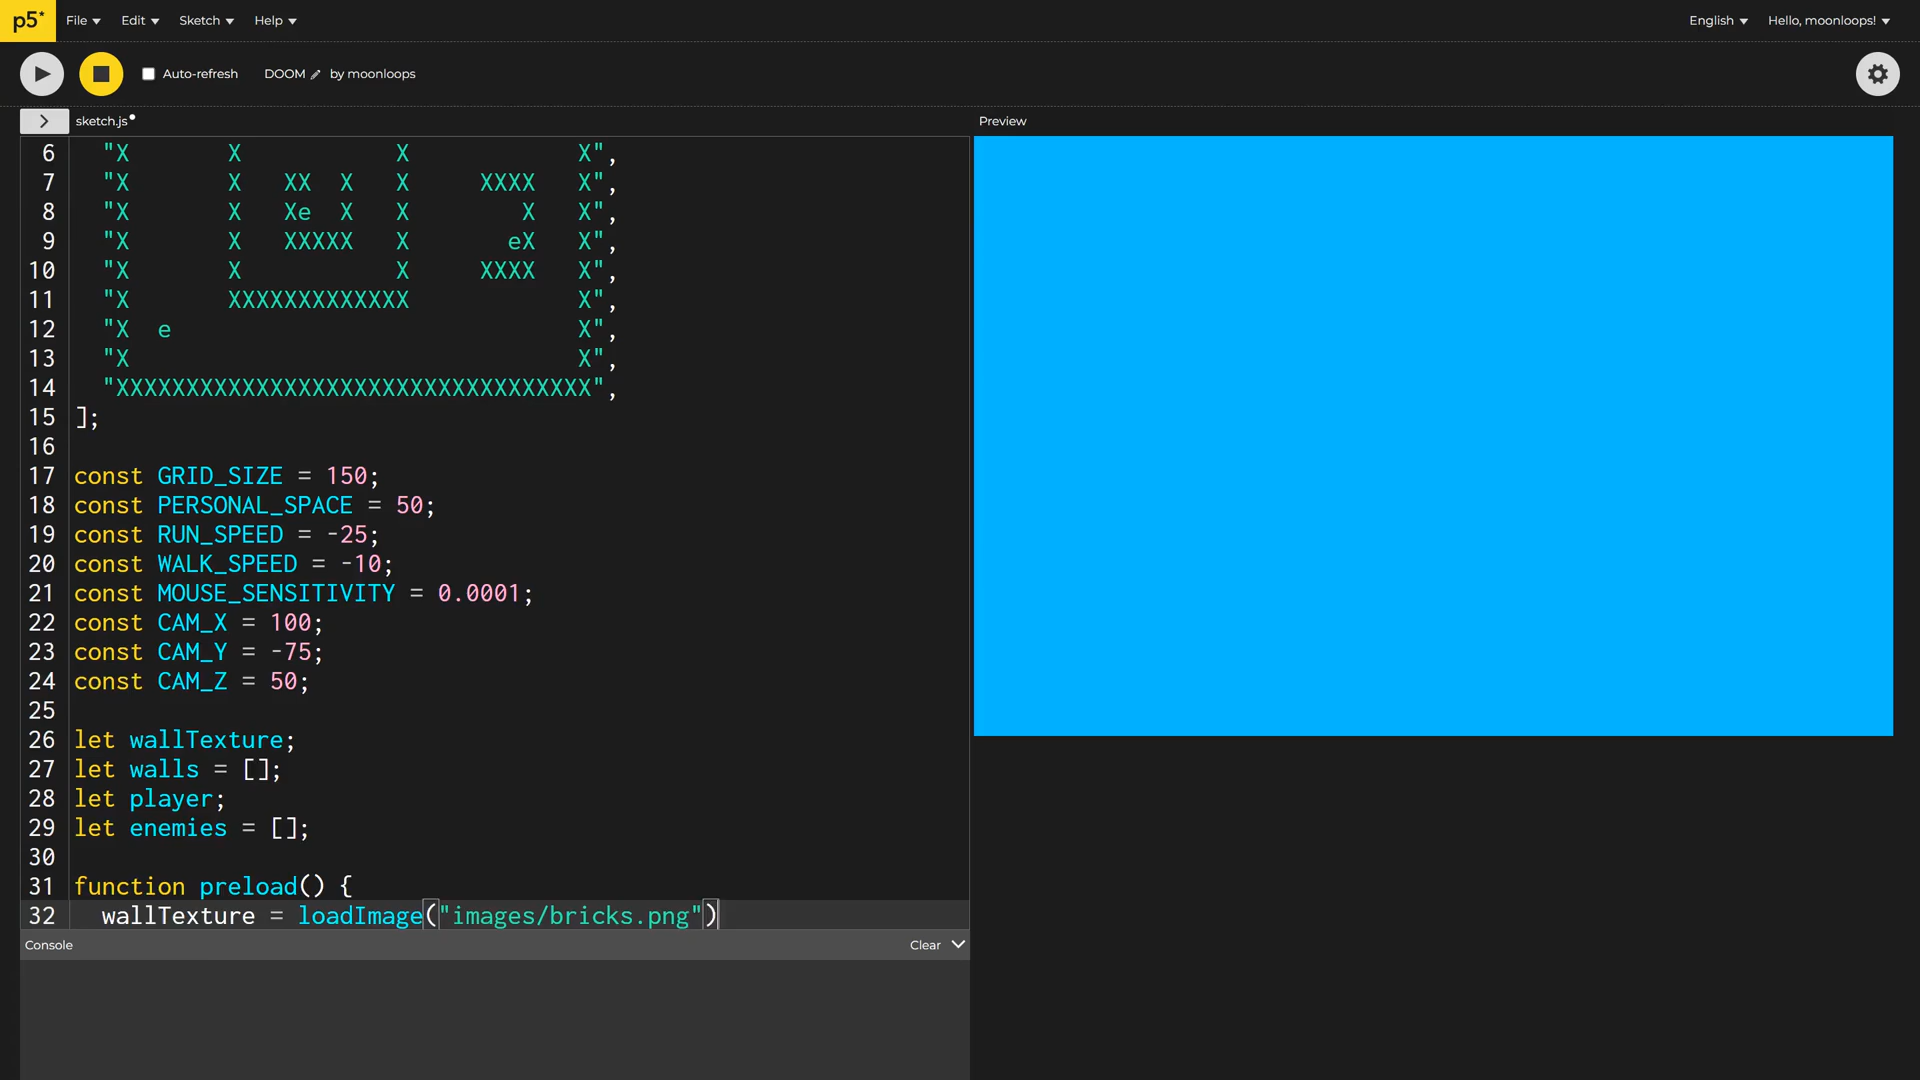 p5* File Edit Sketch Help English Hello, moonloops!
Auto-refresh DOOM by moonloops
sketch.js Preview
6   "X       X           X            X",
7   "X       X   XX  X   X     XXXX   X",
8   "X       X   Xe  X   X        X   X",
9   "X       X   XXXXX   X       eX   X",
10   "X       X           X     XXXX   X",
11   "X       XXXXXXXXXXXXX            X",
12   "X  e                             X",
13   "X                                X",
14   "XXXXXXXXXXXXXXXXXXXXXXXXXXXXXXXXXX",
15 ];
16
17 const GRID_SIZE = 150;
18 const PERSONAL_SPACE = 50;
19 const RUN_SPEED = -25;
20 const WALK_SPEED = -10;
21 const MOUSE_SENSITIVITY = 0.0001;
22 const CAM_X = 100;
23 const CAM_Y = -75;
24 const CAM_Z = 50;
25
26 let wallTexture;
27 let walls = [];
28 let player;
29 let enemies = [];
30
31 function preload() {
32   wallTexture = loadImage("images/bricks.png")
Console Clear